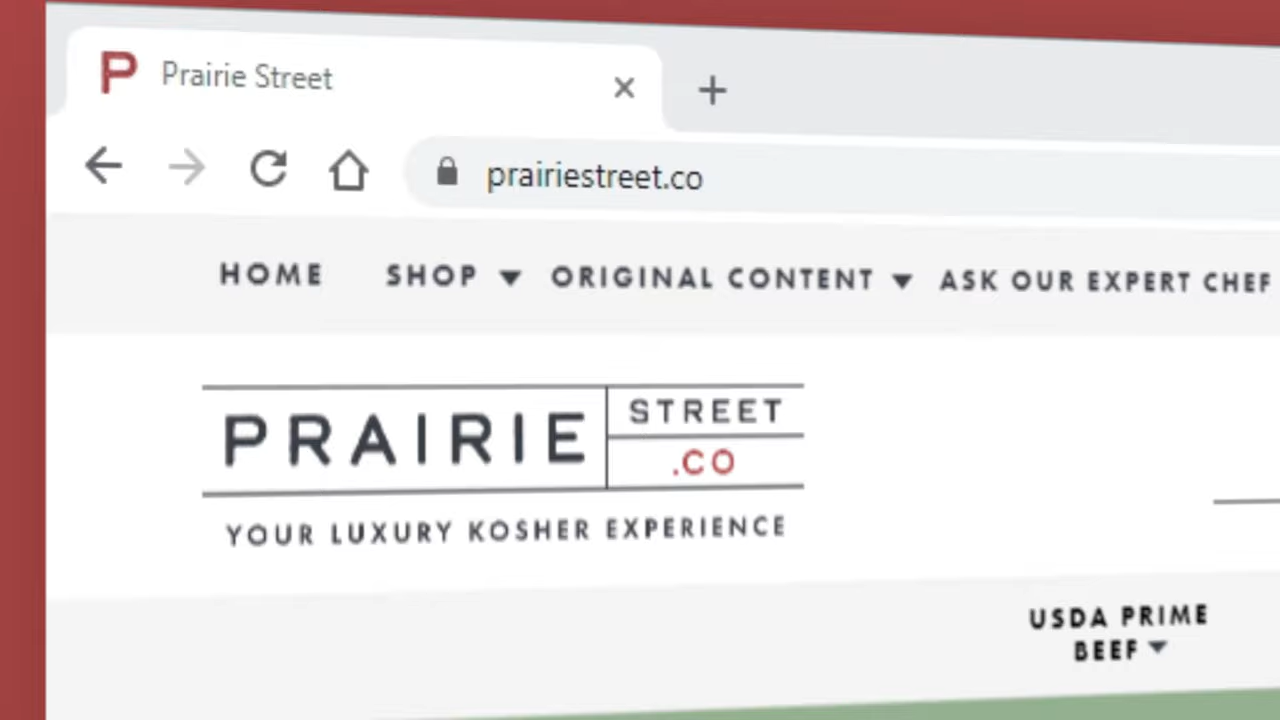 Prairie Street
prairiestreet.co
HOME SHOP ORIGINAL CONTENT ASK OUR EXPERT CHEF
PRAIRIE STREET
.CO
YOUR LUXURY KOSHER EXPERIENCE
USDA PRIME
BEEF